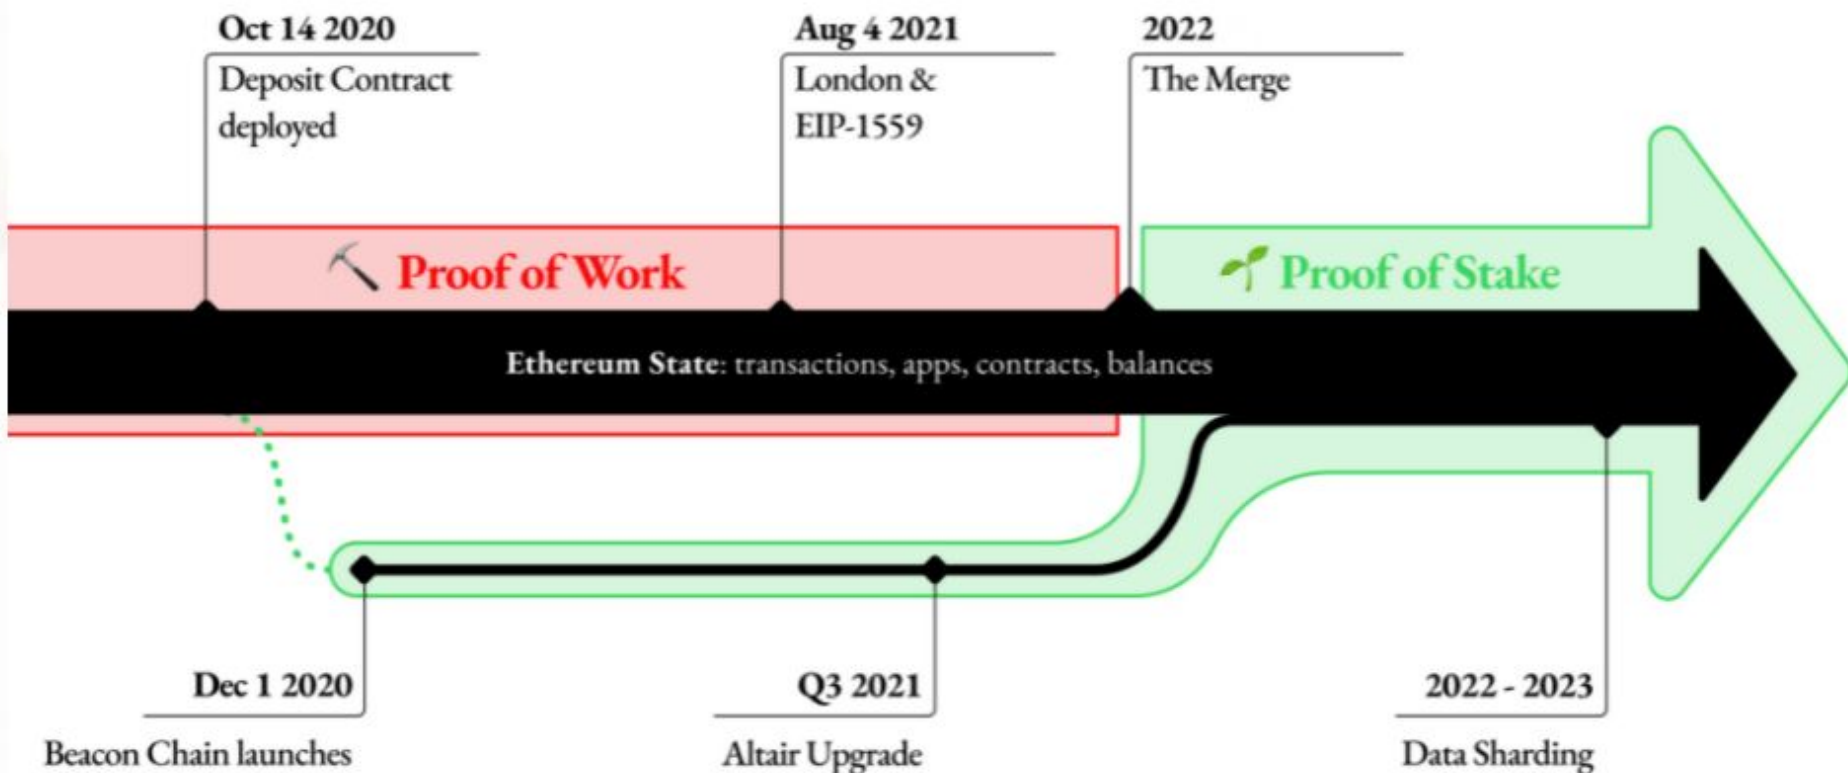 Oct 14 2020
Deposit Contract
deployed
Aug 4 2021
London &
EIP-1559
2022
The Merge
Proof of Work
Proof of Stake
Ethereum State: transactions, apps, contracts, balances
Dec 1 2020
Beacon Chain launches
Q3 2021
Altair Upgrade
2022 - 2023
Data Sharding